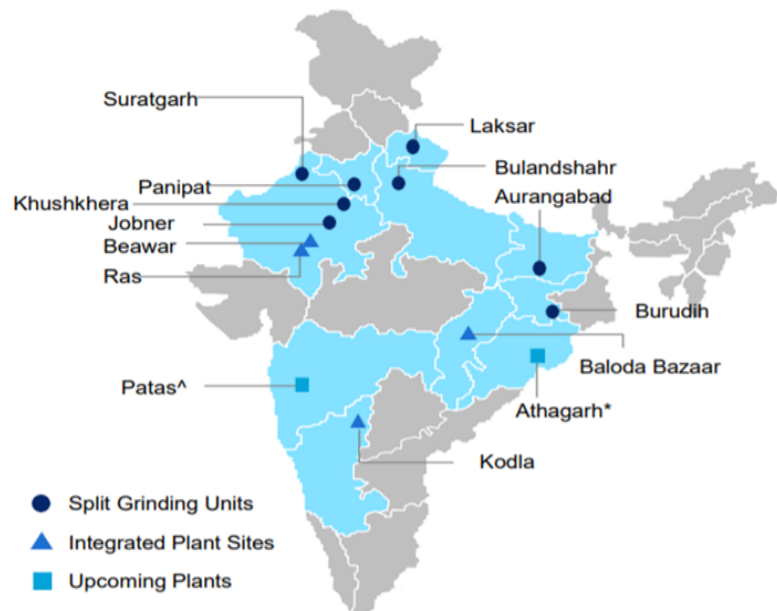 Suratgarh
Laksar
Bulandshahr
Panipat
Aurangabad
Khushkhera
Jobner
Beawar
Ras
Burudih
Baloda Bazaar
Patas^
Athagarh*
Kodla
Split Grinding Units
Integrated Plant Sites
Upcoming Plants